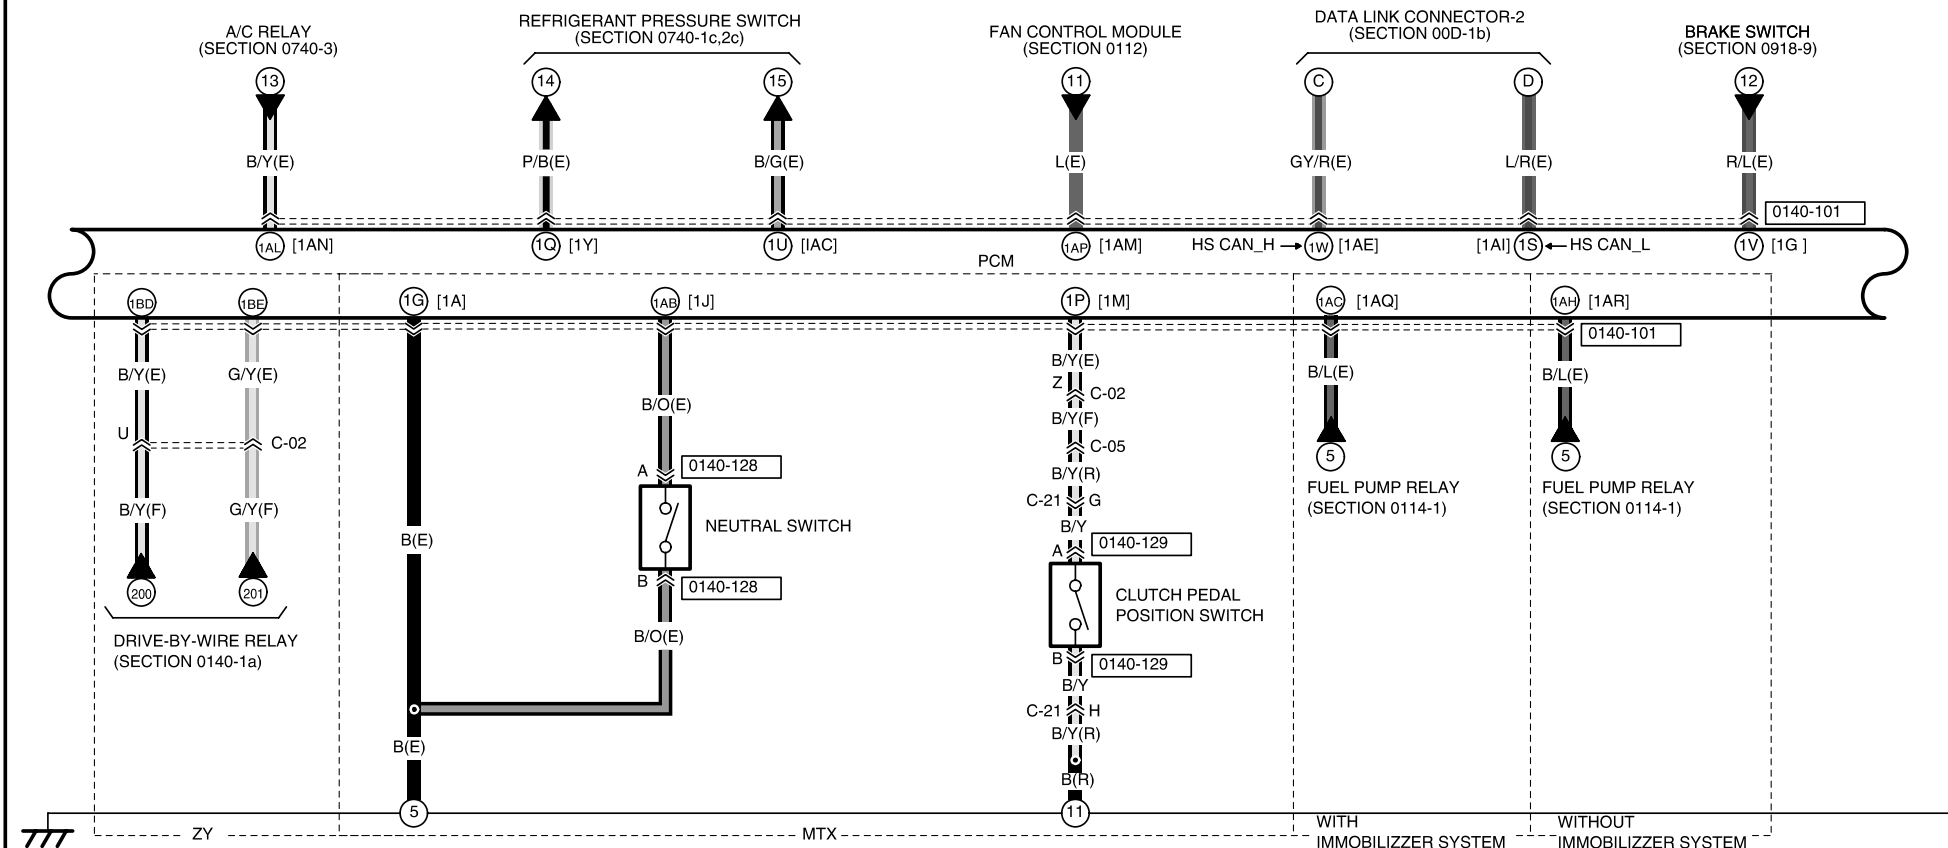 A/C RELAY
(SECTION 0740-3)
REFRIGERANT PRESSURE SWITCH
(SECTION 0740-1c,2c)
FAN CONTROL MODULE
(SECTION 0112)
DATA LINK CONNECTOR-2
(SECTION 00D-1b)
BRAKE SWITCH
(SECTION 0918-9)
13 14 15 11 C D 12
B/Y(E) P/B(E) B/G(E) L(E) GY/R(E) L/R(E) R/L(E)
0140-101
1AL [1AN] 1Q [1Y] 1U [IAC] 1AP [1AM] HS CAN_H 1W [1AE] [1AI] 1S HS CAN_L 1V [1G ]
PCM
1BD 1BE 1G [1A] 1AB [1J] 1P [1M] 1AC [1AQ] 1AH [1AR]
0140-101
B/Y(E) G/Y(E) B/Y(E) B/L(E) B/L(E)
Z C-02
B/O(E) B/Y(F)
U C-02 C-05
A 0140-128 B/Y(R) 5 5
C-21 G
FUEL PUMP RELAY
(SECTION 0114-1)
FUEL PUMP RELAY
(SECTION 0114-1)
B/Y(F) G/Y(F) B(E)
NEUTRAL SWITCH
B/Y
A 0140-129
B 0140-128
200 201
CLUTCH PEDAL
POSITION SWITCH
DRIVE-BY-WIRE RELAY
(SECTION 0140-1a)
B/O(E)
B 0140-129
B/Y
C-21 H
B(E) B/Y(R)
B(R)
5 11
ZY MTX
WITH
IMMOBILIZZER SYSTEM
WITHOUT
IMMOBILIZZER SYSTEM